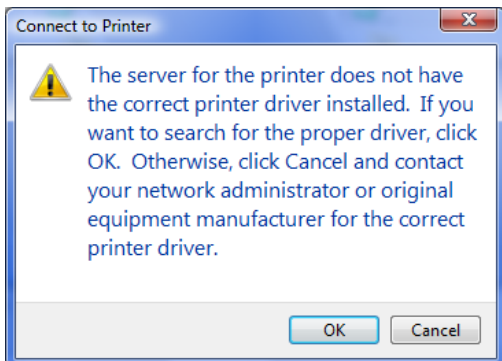 Connect to Printer
The server for the printer does not have
the correct printer driver installed.  If you
want to search for the proper driver, click
OK.  Otherwise, click Cancel and contact
your network administrator or original
equipment manufacturer for the correct
printer driver.
OK
Cancel